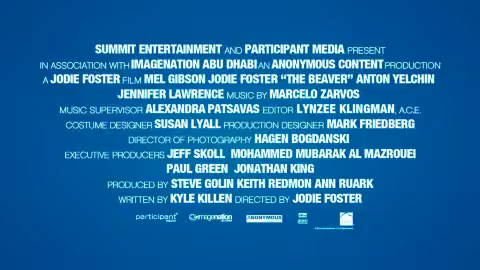 SUMMIT ENTERTAINMENT AND PARTICIPANT MEDIA PRESENT
IN ASSOCIATION WITH IMAGENATION ABU DHABI AN ANONYMOUS CONTENT PRODUCTION
A JODIE FOSTER FILM MEL GIBSON JODIE FOSTER “THE BEAVER” ANTON YELCHIN
JENNIFER LAWRENCE MUSIC BY MARCELO ZARVOS
MUSIC SUPERVISOR ALEXANDRA PATSAVAS EDITOR LYNZEE KLINGMAN, A.C.E.
COSTUME DESIGNER SUSAN LYALL PRODUCTION DESIGNER MARK FRIEDBERG
DIRECTOR OF PHOTOGRAPHY HAGEN BOGDANSKI
EXECUTIVE PRODUCERS JEFF SKOLL MOHAMMED MUBARAK AL MAZROUEI
PAUL GREEN JONATHAN KING
PRODUCED BY STEVE GOLIN KEITH REDMON ANN RUARK
WRITTEN BY KYLE KILLEN DIRECTED BY JODIE FOSTER
participant imagenation ANONYMOUS